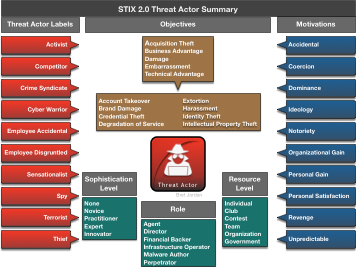 STIX 2.0 Threat Actor Summary
Threat Actor Labels
Objectives
Motivations
Activist
Competitor
Crime Syndicate
Cyber Warrior
Employee Accidental
Employee Disgruntled
Sensationalist
Spy
Terrorist
Thief
Acquisition Theft
Business Advantage
Damage
Embarrassment
Technical Advantage
Account Takeover
Brand Damage
Credential Theft
Degradation of Service
Extortion
Harassment
Identity Theft
Intellectual Property Theft
Threat Actor
Sophistication
Level
None
Novice
Practitioner
Expert
Innovator
Role
Agent
Director
Financial Backer
Infrastructure Operator
Malware Author
Perpetrator
Resource
Level
Individual
Club
Contest
Team
Organization
Government
Accidental
Coercion
Dominance
Ideology
Notoriety
Organizational Gain
Personal Gain
Personal Satisfaction
Revenge
Unpredictable